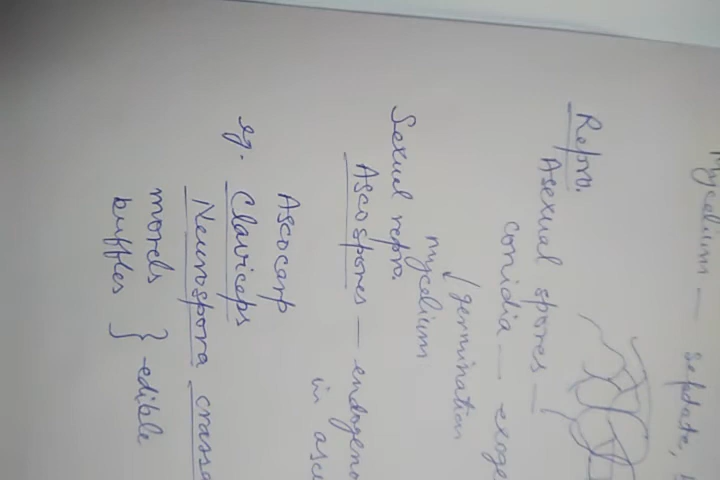 Mycelium — septate,
Repro.
Asexual spores —
conidia — exoge
germination
mycelium
Sexual repro.
Ascospores — endogeno
in asc
Ascocarp
eg. Claviceps
Neurospora crassa
morels
buffles } edible